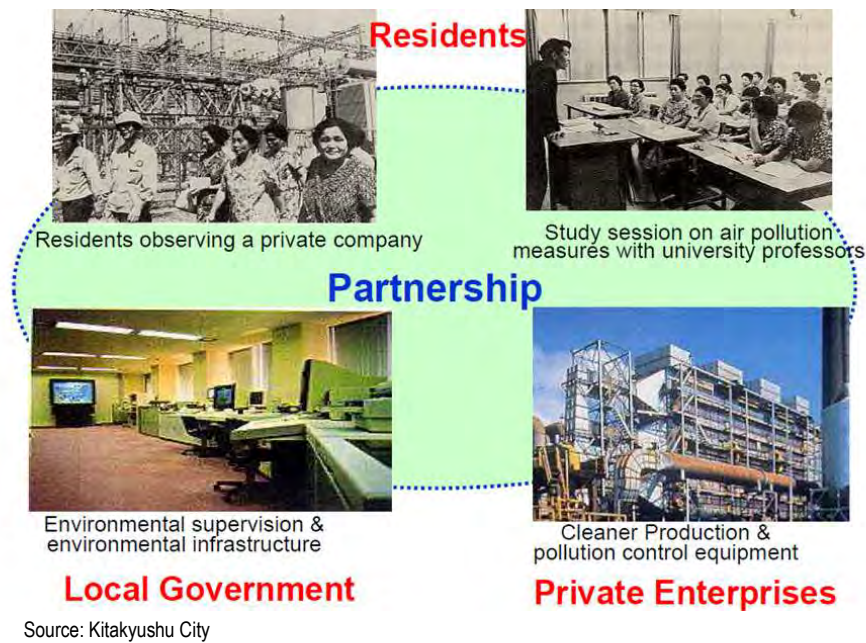 Residents
Residents observing a private company
Study session on air pollution
measures with university professors
Partnership
Environmental supervision &
environmental infrastructure
Cleaner Production &
pollution control equipment
Local Government
Private Enterprises
Source: Kitakyushu City